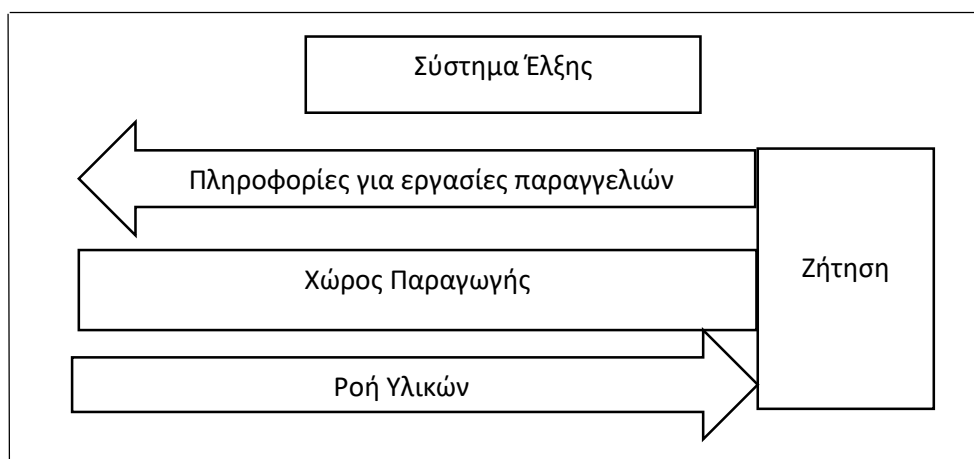 Σύστημα Έλξης
Πληροφορίες για εργασίες παραγγελιών
Ζήτηση
Χώρος Παραγωγής
Ροή Υλικών